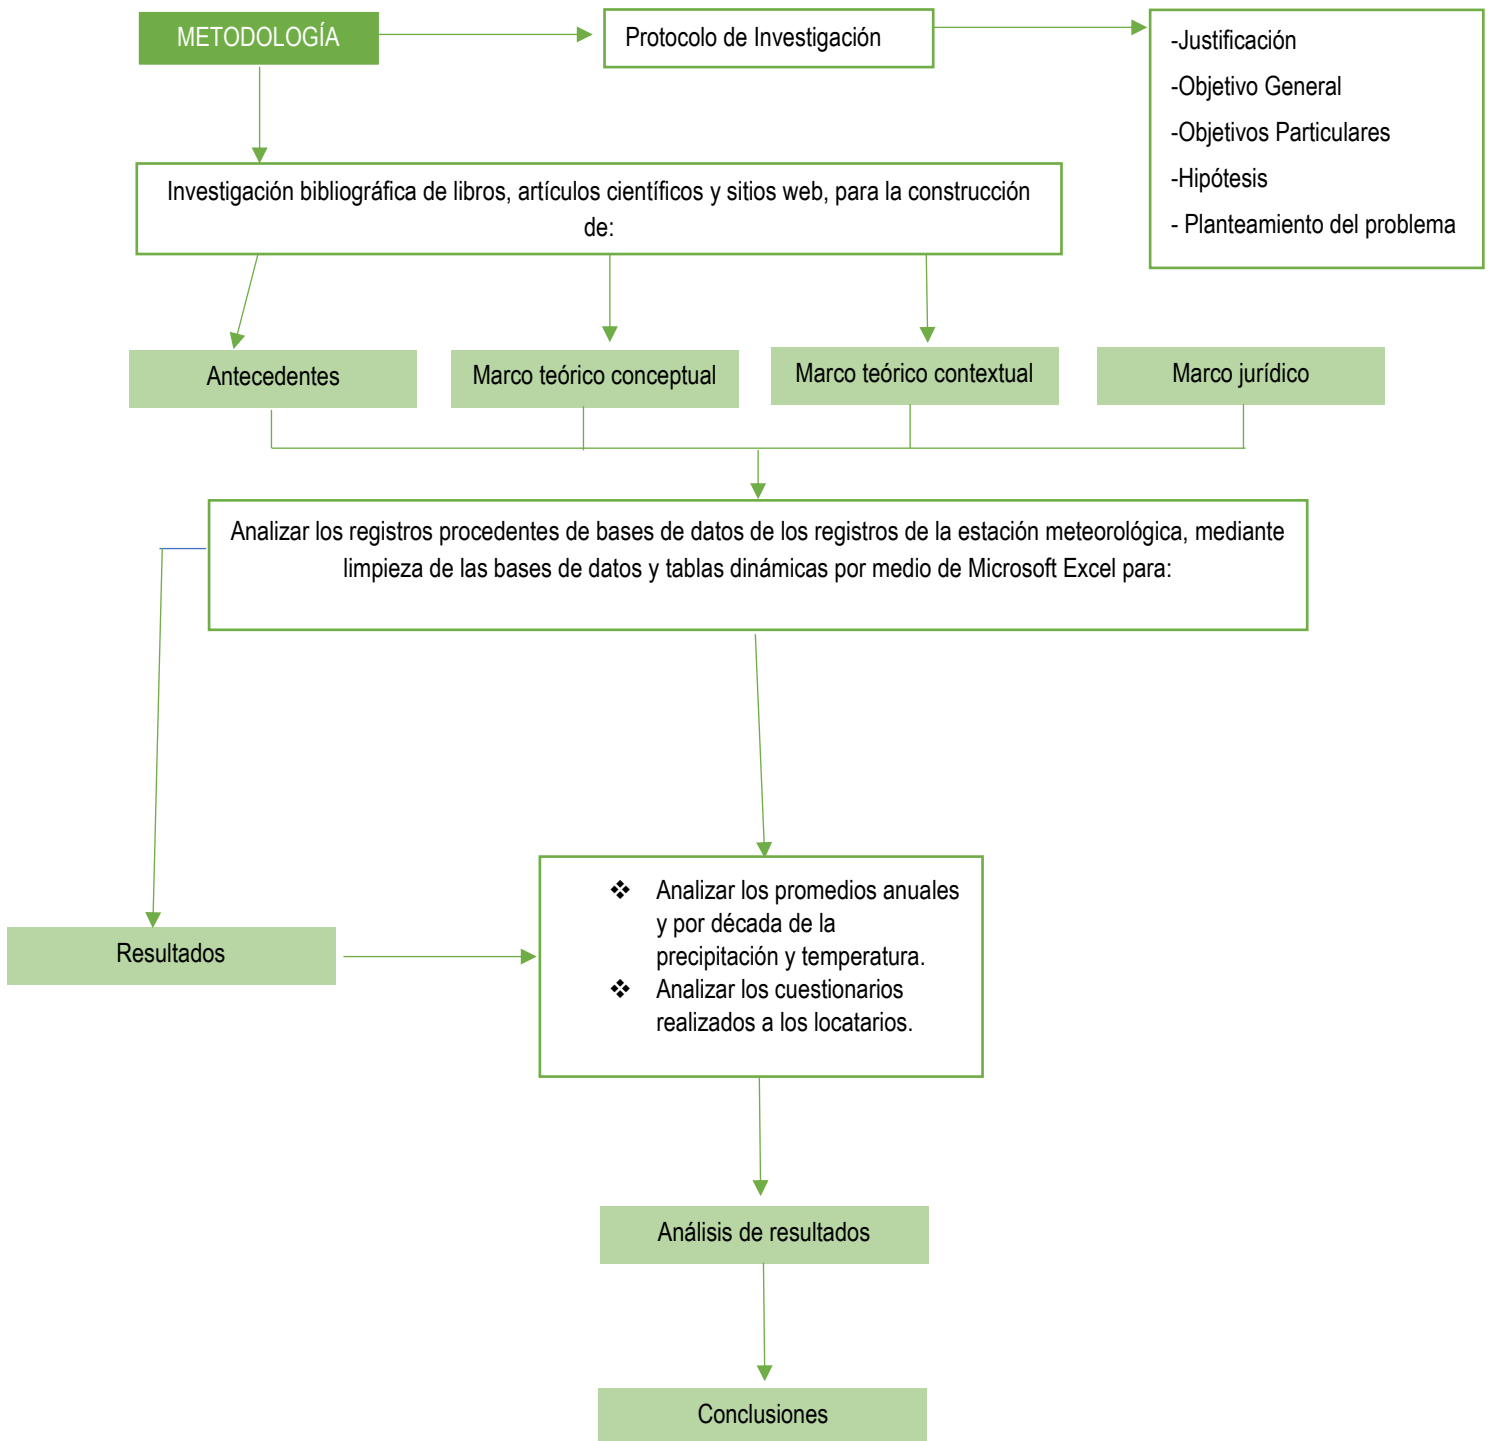 METODOLOGÍA
Protocolo de Investigación
-Justificación
-Objetivo General
-Objetivos Particulares
-Hipótesis
- Planteamiento del problema
Investigación bibliográfica de libros, artículos científicos y sitios web, para la construcción
de:
Antecedentes
Marco teórico conceptual
Marco teórico contextual
Marco jurídico
Analizar los registros procedentes de bases de datos de los registros de la estación meteorológica, mediante
limpieza de las bases de datos y tablas dinámicas por medio de Microsoft Excel para:
Resultados
❖ Analizar los promedios anuales
y por década de la
precipitación y temperatura.
❖ Analizar los cuestionarios
realizados a los locatarios.
Análisis de resultados
Conclusiones